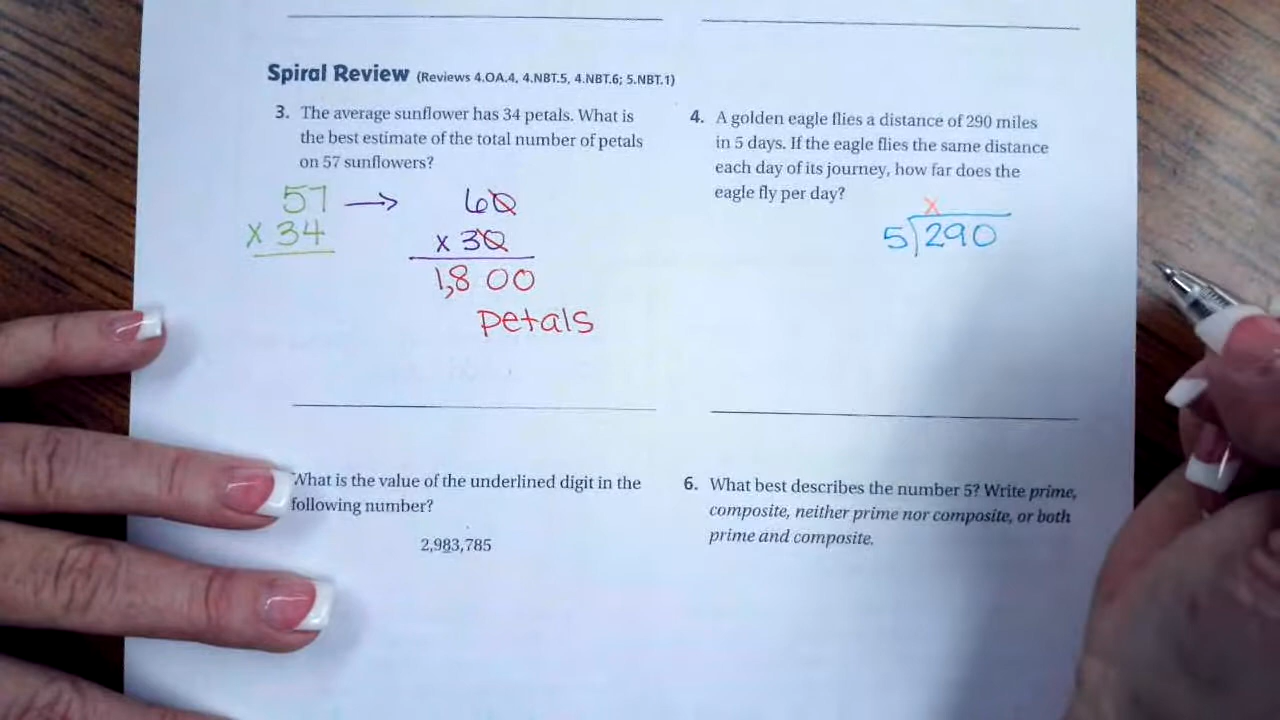 Spiral Review (Reviews 4.OA.4, 4.NBT.5, 4.NBT.6; 5.NBT.1)
3. The average sunflower has 34 petals. What is
the best estimate of the total number of petals
on 57 sunflowers?
57 → 60
x 34 x 30
1,800
petals
4. A golden eagle flies a distance of 290 miles
in 5 days. If the eagle flies the same distance
each day of its journey, how far does the
eagle fly per day?
x
5)290
What is the value of the underlined digit in the
following number?
2,983,785
6. What best describes the number 5? Write prime,
composite, neither prime nor composite, or both
prime and composite.